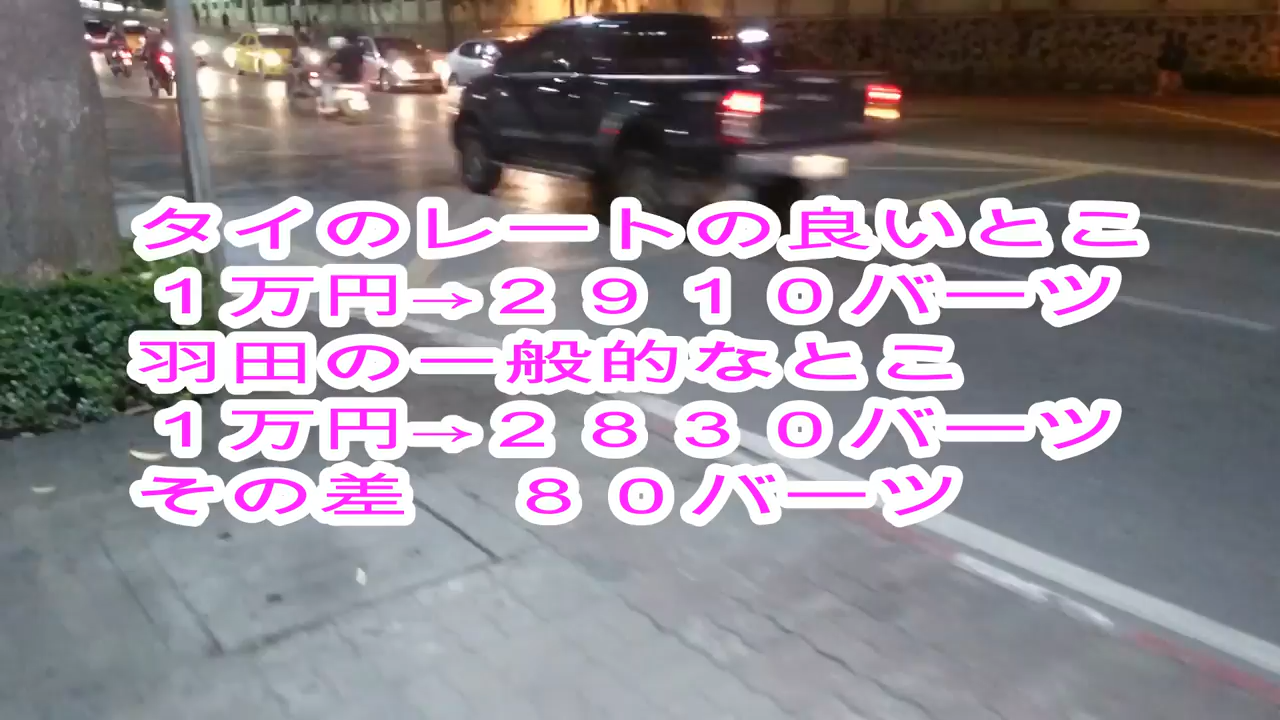 タイのレートの良いとこ
１万円→２９１０バーツ
羽田の一般的なとこ
１万円→２８３０バーツ
その差　８０バーツ